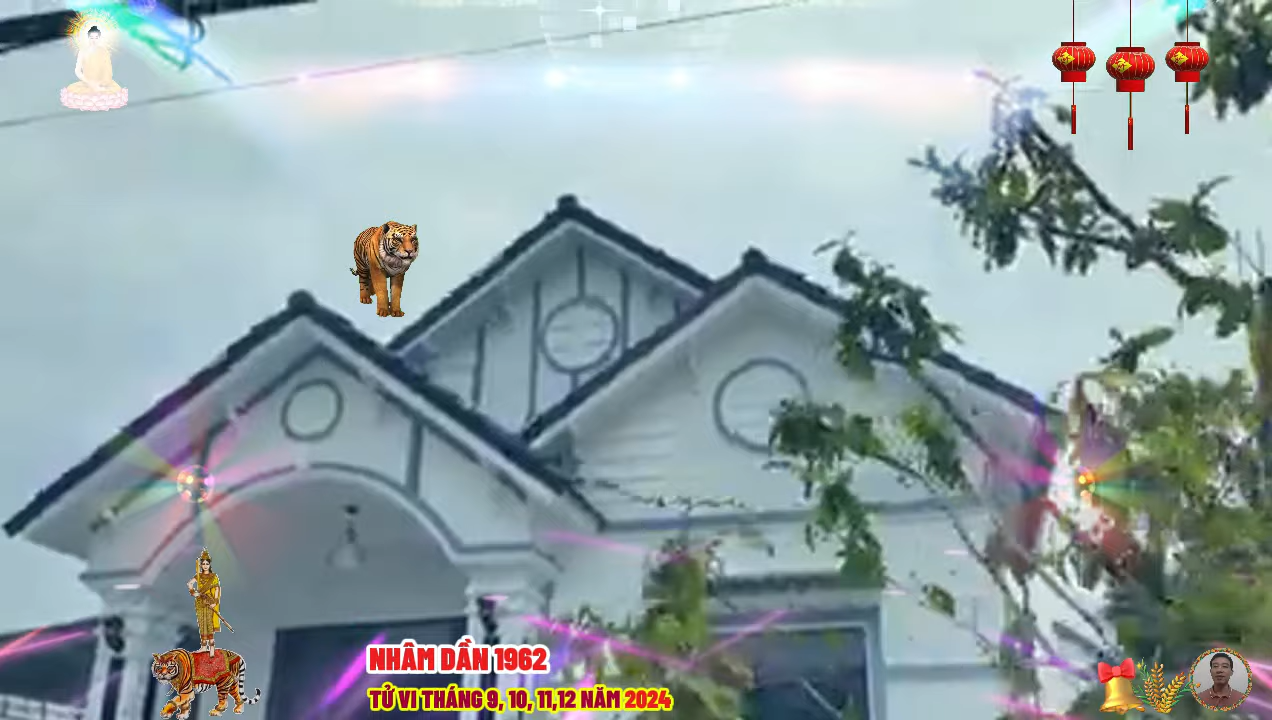 NHÂM DẦN 1962
TỬ VI THÁNG 9, 10, 11,12 NĂM 2024